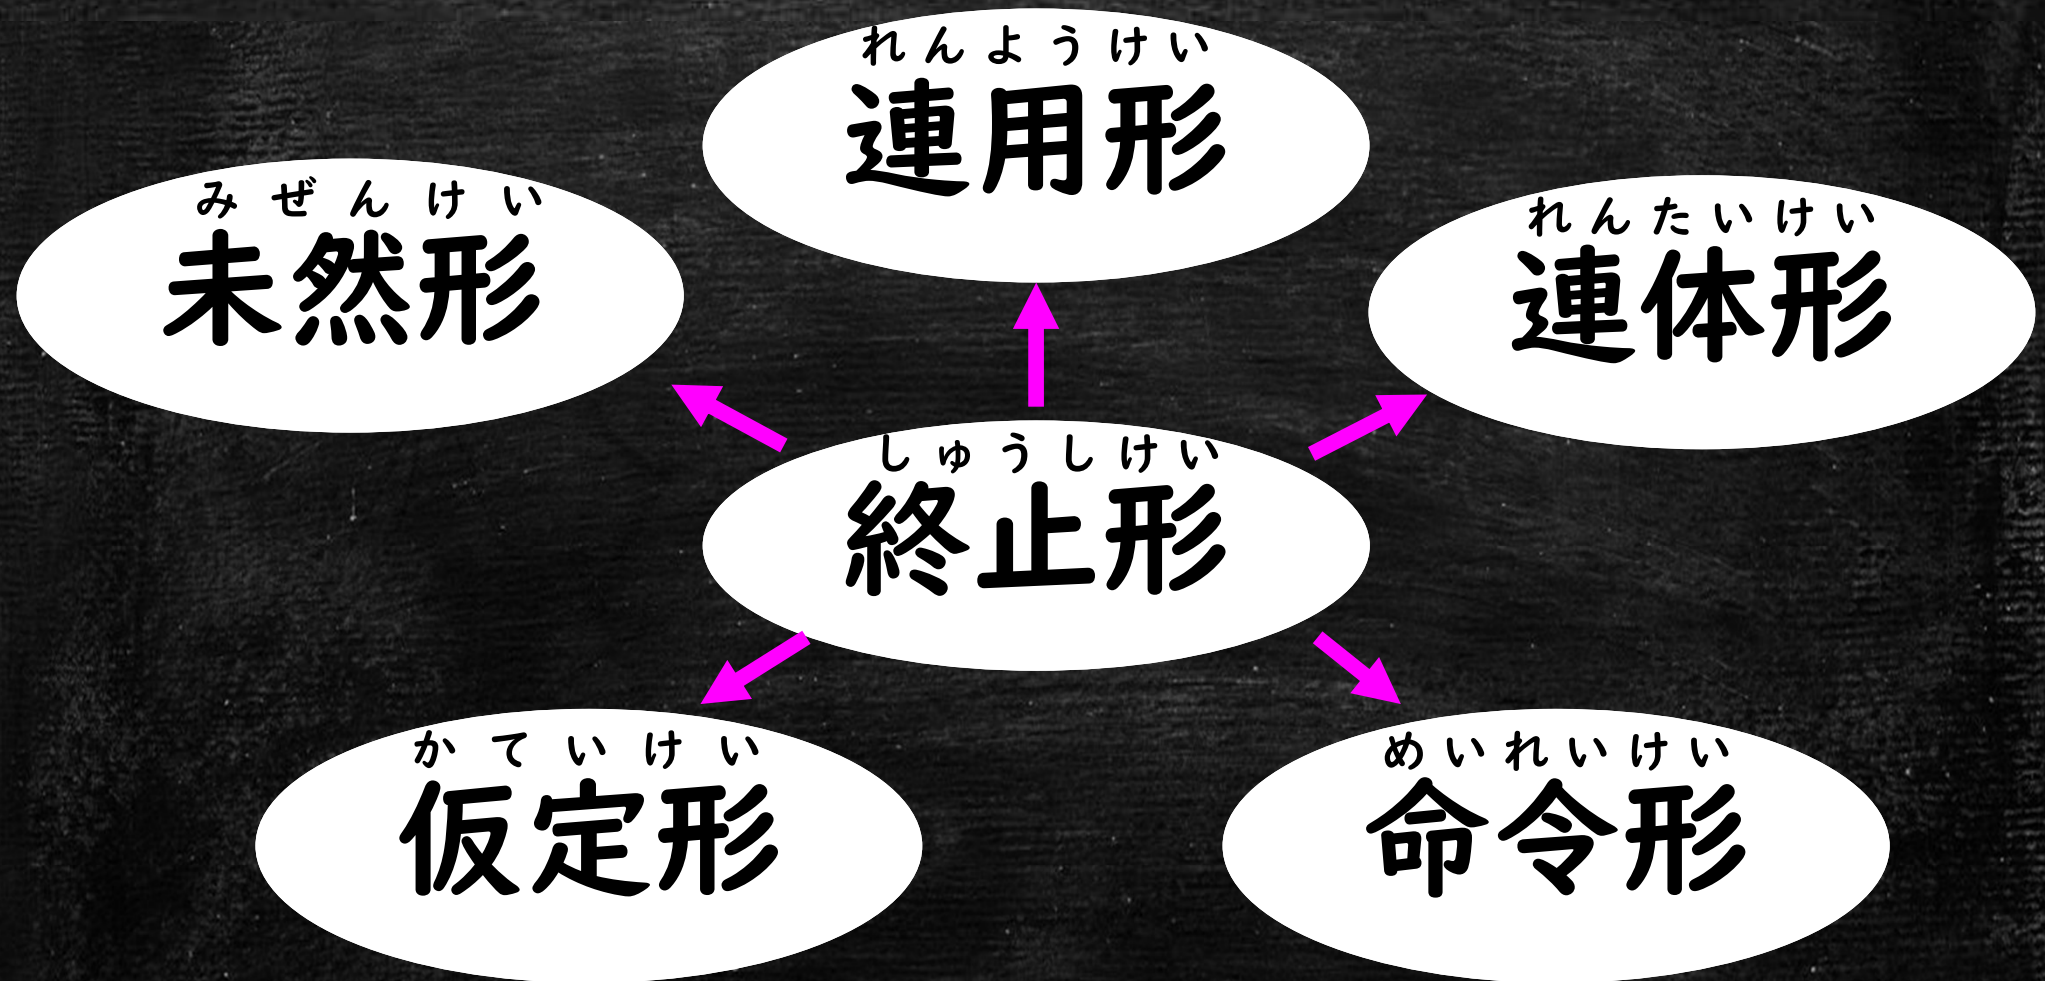 れんようけい
連用形
みぜんけい
未然形
れんたいけい
連体形
しゅうしけい
終止形
かていけい
仮定形
めいれいけい
命令形